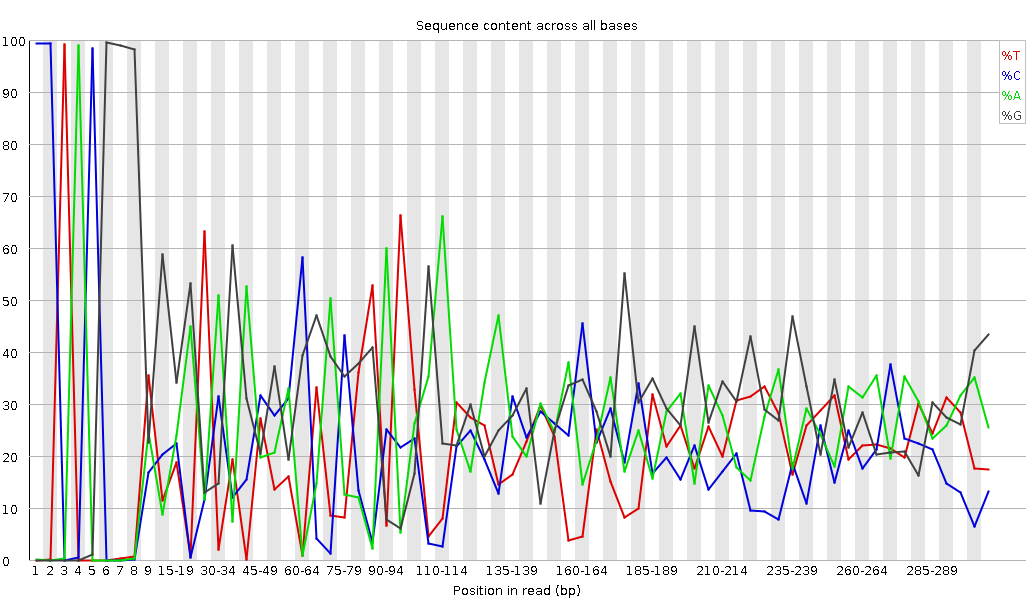 Sequence content across all bases
100
90
80
70
60
50
40
30
20
10
0
%T
%C
%A
%G
1 2 3 4 5 6 7 8 9 15-19 30-34 45-49 60-64 75-79 90-94 110-114 135-139 160-164 185-189 210-214 235-239 260-264 285-289
Position in read (bp)